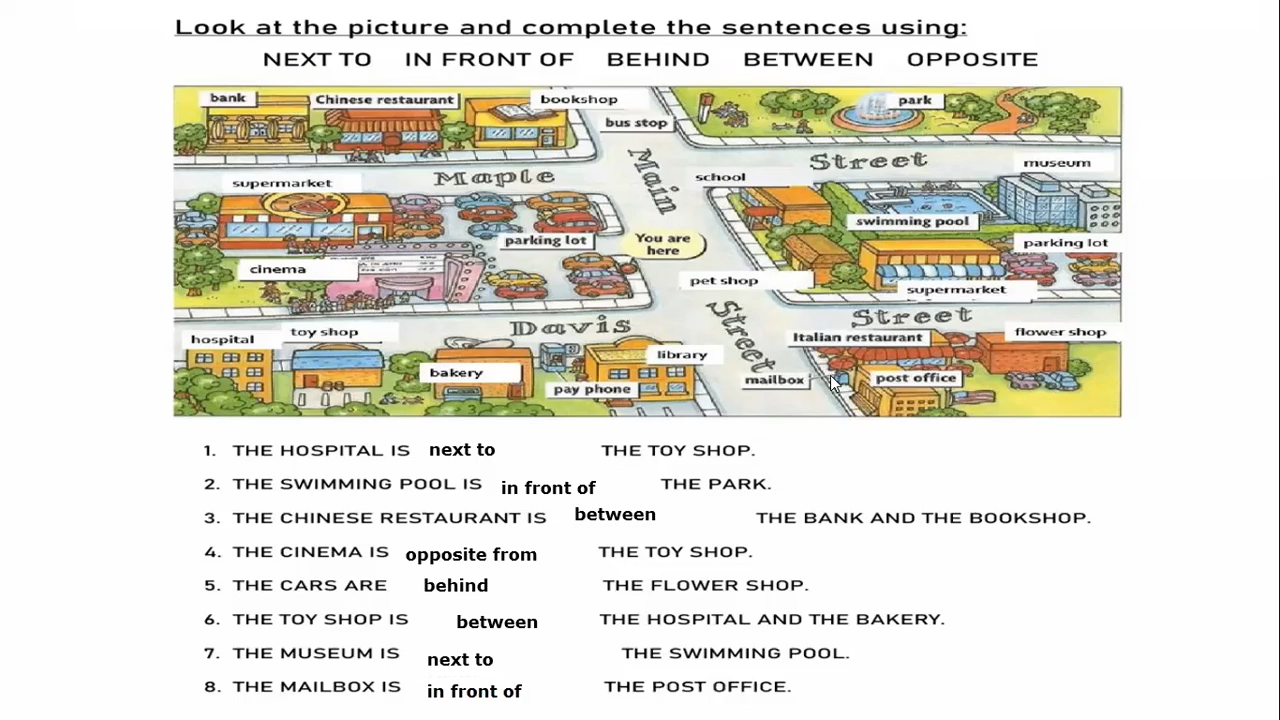 Look at the picture and complete the sentences using:
NEXT TO IN FRONT OF BEHIND BETWEEN OPPOSITE
bank Chinese restaurant bookshop park
bus stop
Maple Main Street museum
supermarket school
swimming pool
parking lot You are here parking lot
cinema pet shop supermarket
Davis Street Street
hospital toy shop Italian restaurant flower shop
library
bakery pay phone mailbox post office
1. THE HOSPITAL IS next to THE TOY SHOP.
2. THE SWIMMING POOL IS in front of THE PARK.
3. THE CHINESE RESTAURANT IS between THE BANK AND THE BOOKSHOP.
4. THE CINEMA IS opposite from THE TOY SHOP.
5. THE CARS ARE behind THE FLOWER SHOP.
6. THE TOY SHOP IS between THE HOSPITAL AND THE BAKERY.
7. THE MUSEUM IS next to THE SWIMMING POOL.
8. THE MAILBOX IS in front of THE POST OFFICE.